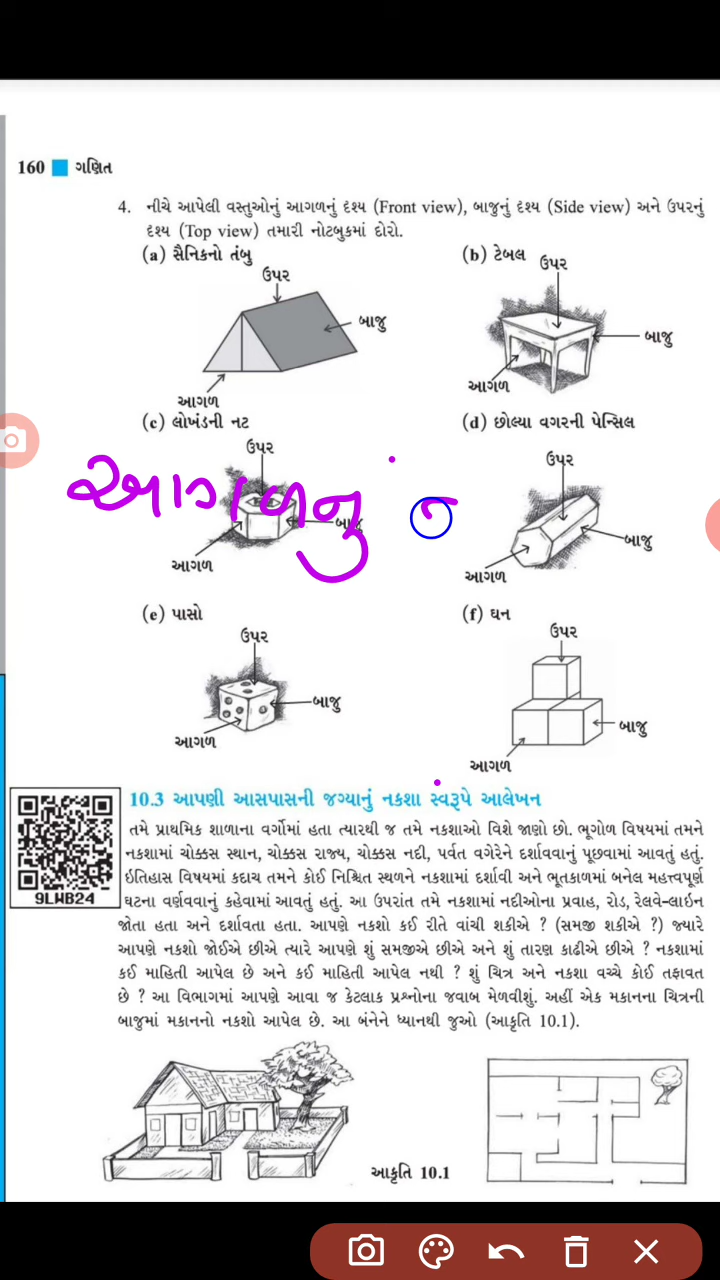 160 ગણિત
4. નીચે આપેલી વસ્તુઓનું આગળનું દૃશ્ય (Front view), બાજુનું દૃશ્ય (Side view) અને ઉપરનું
દૃશ્ય (Top view) તમારી નોટબુકમાં દોરો.
(a) સૈનિકનો તંબુ
(b) ટેબલ
ઉપર
બાજુ
આગળ
ઉપર
બાજુ
આગળ
(c) લોખંડની નટ
(d) છોલ્યા વગરની પેન્સિલ
ઉપર
બાજુ
આગળ
ઉપર
બાજુ
આગળ
આગળનું
(e) પાસો
(f) ઘન
ઉપર
બાજુ
આગળ
ઉપર
બાજુ
આગળ
10.3 આપણી આસપાસની જગ્યાનું નકશા સ્વરૂપે આલેખન
તમે પ્રાથમિક શાળાના વર્ગોમાં હતા ત્યારથી જ તમે નકશાઓ વિશે જાણો છો. ભૂગોળ વિષયમાં તમને
નકશામાં ચોક્કસ સ્થાન, ચોક્કસ રાજ્ય, ચોક્કસ નદી, પર્વત વગેરેને દર્શાવવાનું પૂછવામાં આવતું હતું.
ઇતિહાસ વિષયમાં કદાચ તમને કોઈ નિશ્ચિત સ્થળને નકશામાં દર્શાવી અને ભૂતકાળમાં બનેલ મહત્ત્વપૂર્ણ
ઘટના વર્ણવવાનું કહેવામાં આવતું હતું. આ ઉપરાંત તમે નકશામાં નદીઓના પ્રવાહ, રોડ, રેલવે-લાઇન
જોતા હતા અને દર્શાવતા હતા. આપણે નકશો કઈ રીતે વાંચી શકીએ ? (સમજી શકીએ ?) જ્યારે
આપણે નકશો જોઈએ છીએ ત્યારે આપણે શું સમજીએ છીએ અને શું તારણ કાઢીએ છીએ ? નકશામાં
કઈ માહિતી આપેલ છે અને કઈ માહિતી આપેલ નથી ? શું ચિત્ર અને નકશા વચ્ચે કોઈ તફાવત
છે ? આ વિભાગમાં આપણે આવા જ કેટલાક પ્રશ્નોના જવાબ મેળવીશું. અહીં એક મકાનના ચિત્રની
બાજુમાં મકાનનો નકશો આપેલ છે. આ બંનેને ધ્યાનથી જુઓ (આકૃતિ 10.1).
9LWB24
આકૃતિ 10.1